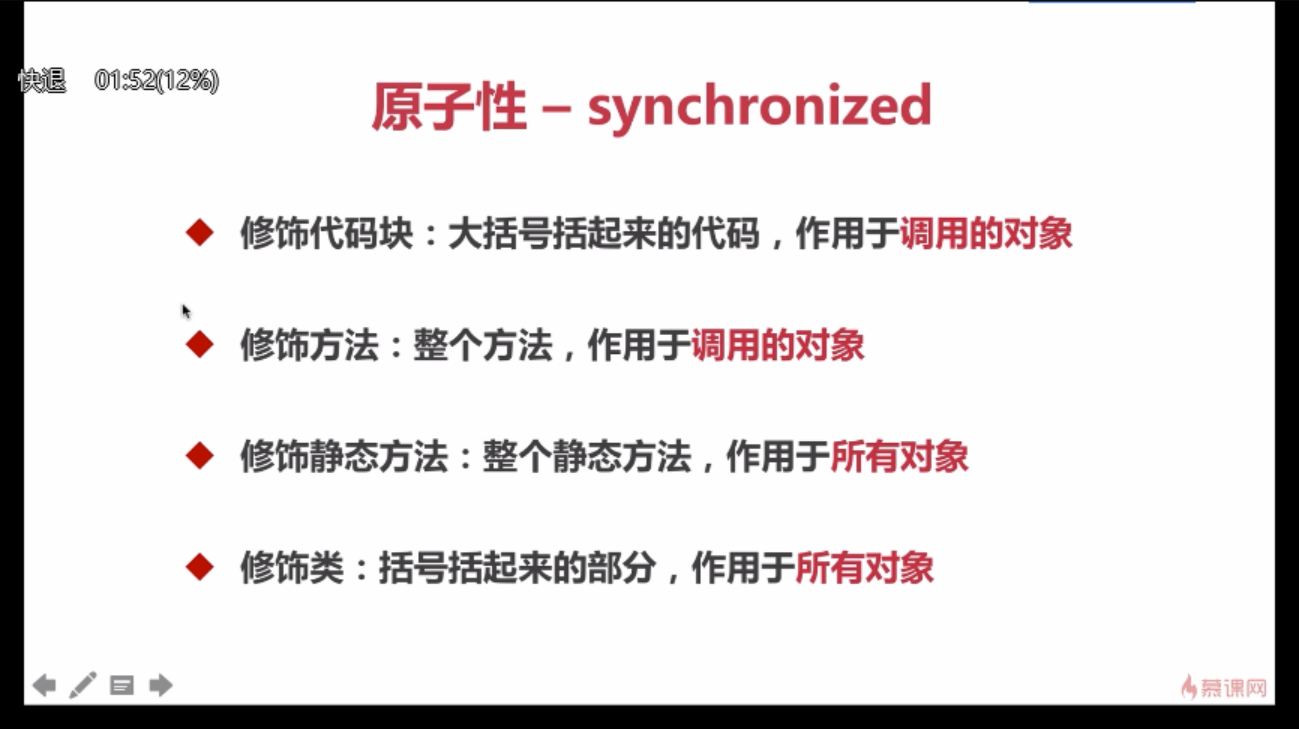 快退 01:52(12%)
原子性 – synchronized
修饰代码块：大括号括起来的代码，作用于调用的对象
修饰方法：整个方法，作用于调用的对象
修饰静态方法：整个静态方法，作用于所有对象
修饰类：括号括起来的部分，作用于所有对象
慕课网